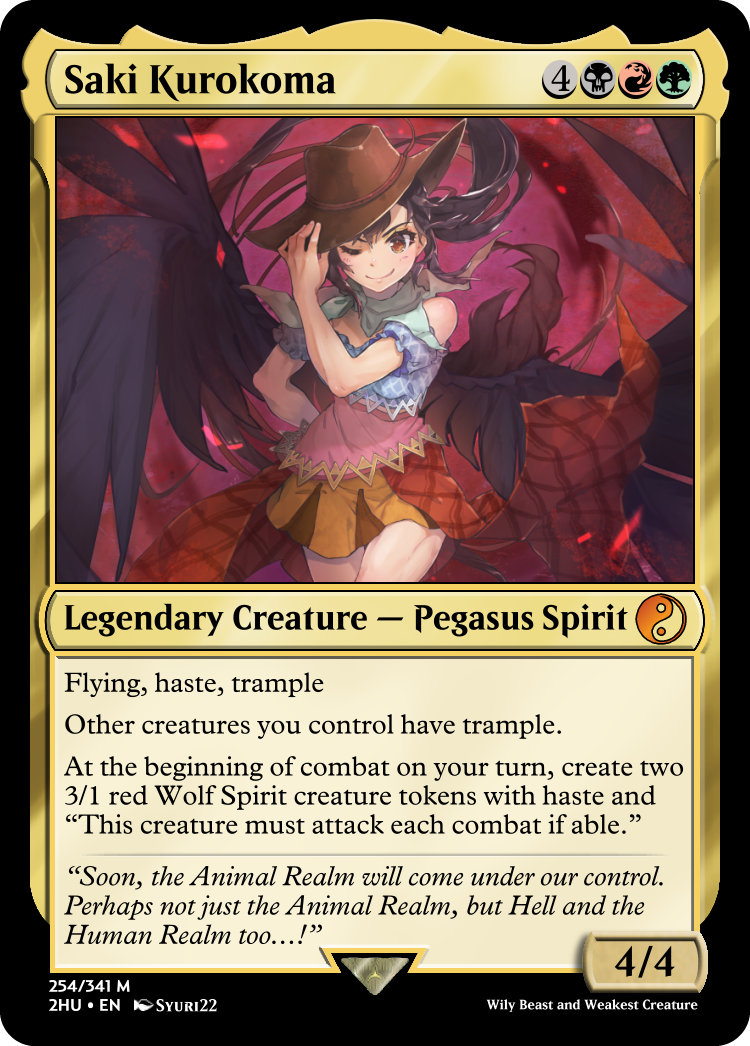 Saki Kurokoma 4
Legendary Creature — Pegasus Spirit
Flying, haste, trample
Other creatures you control have trample.
At the beginning of combat on your turn, create two
3/1 red Wolf Spirit creature tokens with haste and
“This creature must attack each combat if able.”
“Soon, the Animal Realm will come under our control.
Perhaps not just the Animal Realm, but Hell and the
Human Realm too…!”
4/4
254/341 M
2HU • EN Syuri22
Wily Beast and Weakest Creature